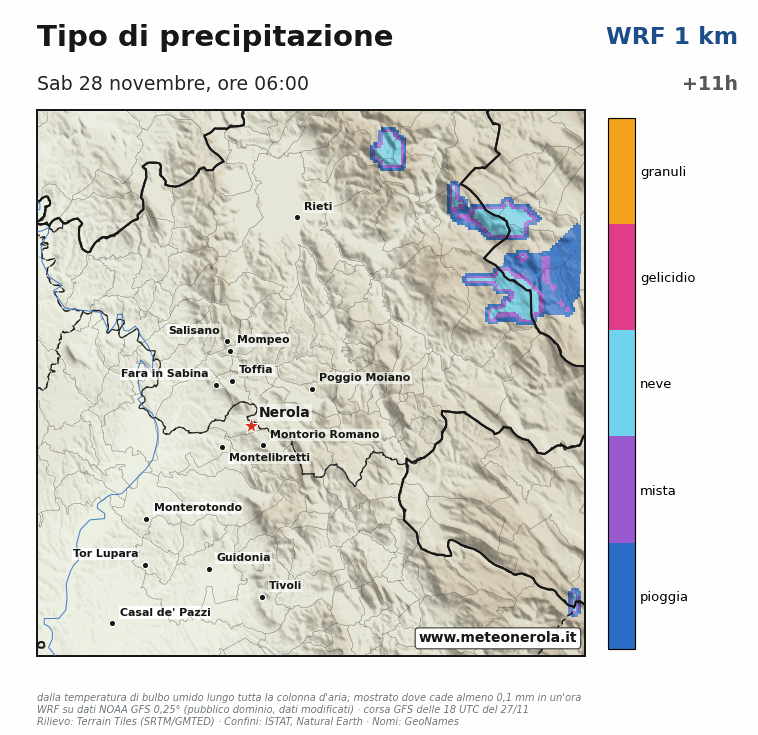 Tipo di precipitazione
WRF 1 km
Sab 28 novembre, ore 06:00
+11h
granuli
gelicidio
neve
mista
pioggia
Rieti
Salisano
Mompeo
Fara in Sabina
Toffia
Poggio Moiano
Nerola
Montorio Romano
Montelibretti
Monterotondo
Tor Lupara
Guidonia
Tivoli
Casal de' Pazzi
www.meteonerola.it
dalla temperatura di bulbo umido lungo tutta la colonna d'aria; mostrato dove cade almeno 0,1 mm in un'ora
WRF su dati NOAA GFS 0,25° (pubblico dominio, dati modificati) · corsa GFS delle 18 UTC del 27/11
Rilievo: Terrain Tiles (SRTM/GMTED) · Confini: ISTAT, Natural Earth · Nomi: GeoNames